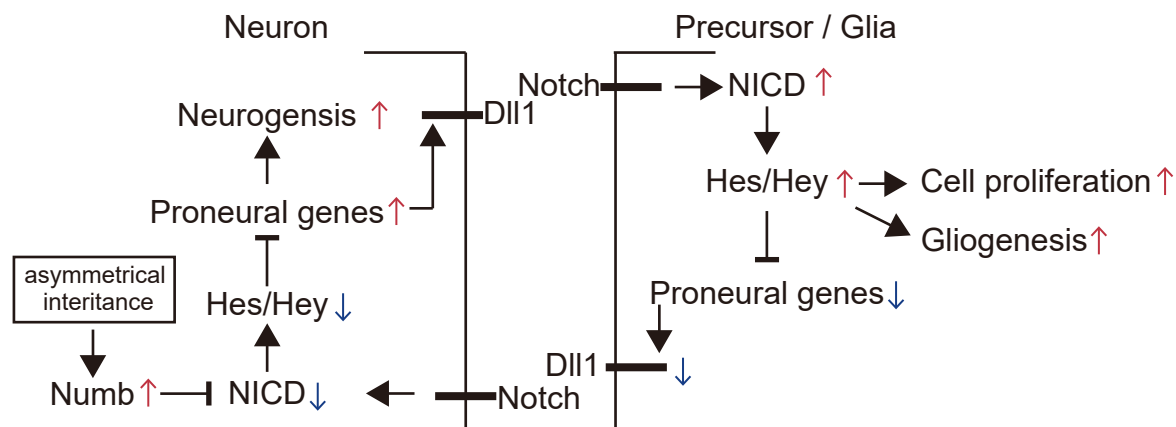 Neuron
Precursor / Glia
Notch
NICD
Dll1
Neurogensis
Hes/Hey
Cell proliferation
Proneural genes
Gliogenesis
asymmetrical
interitance
Hes/Hey
Proneural genes
Dll1
Numb
NICD
Notch